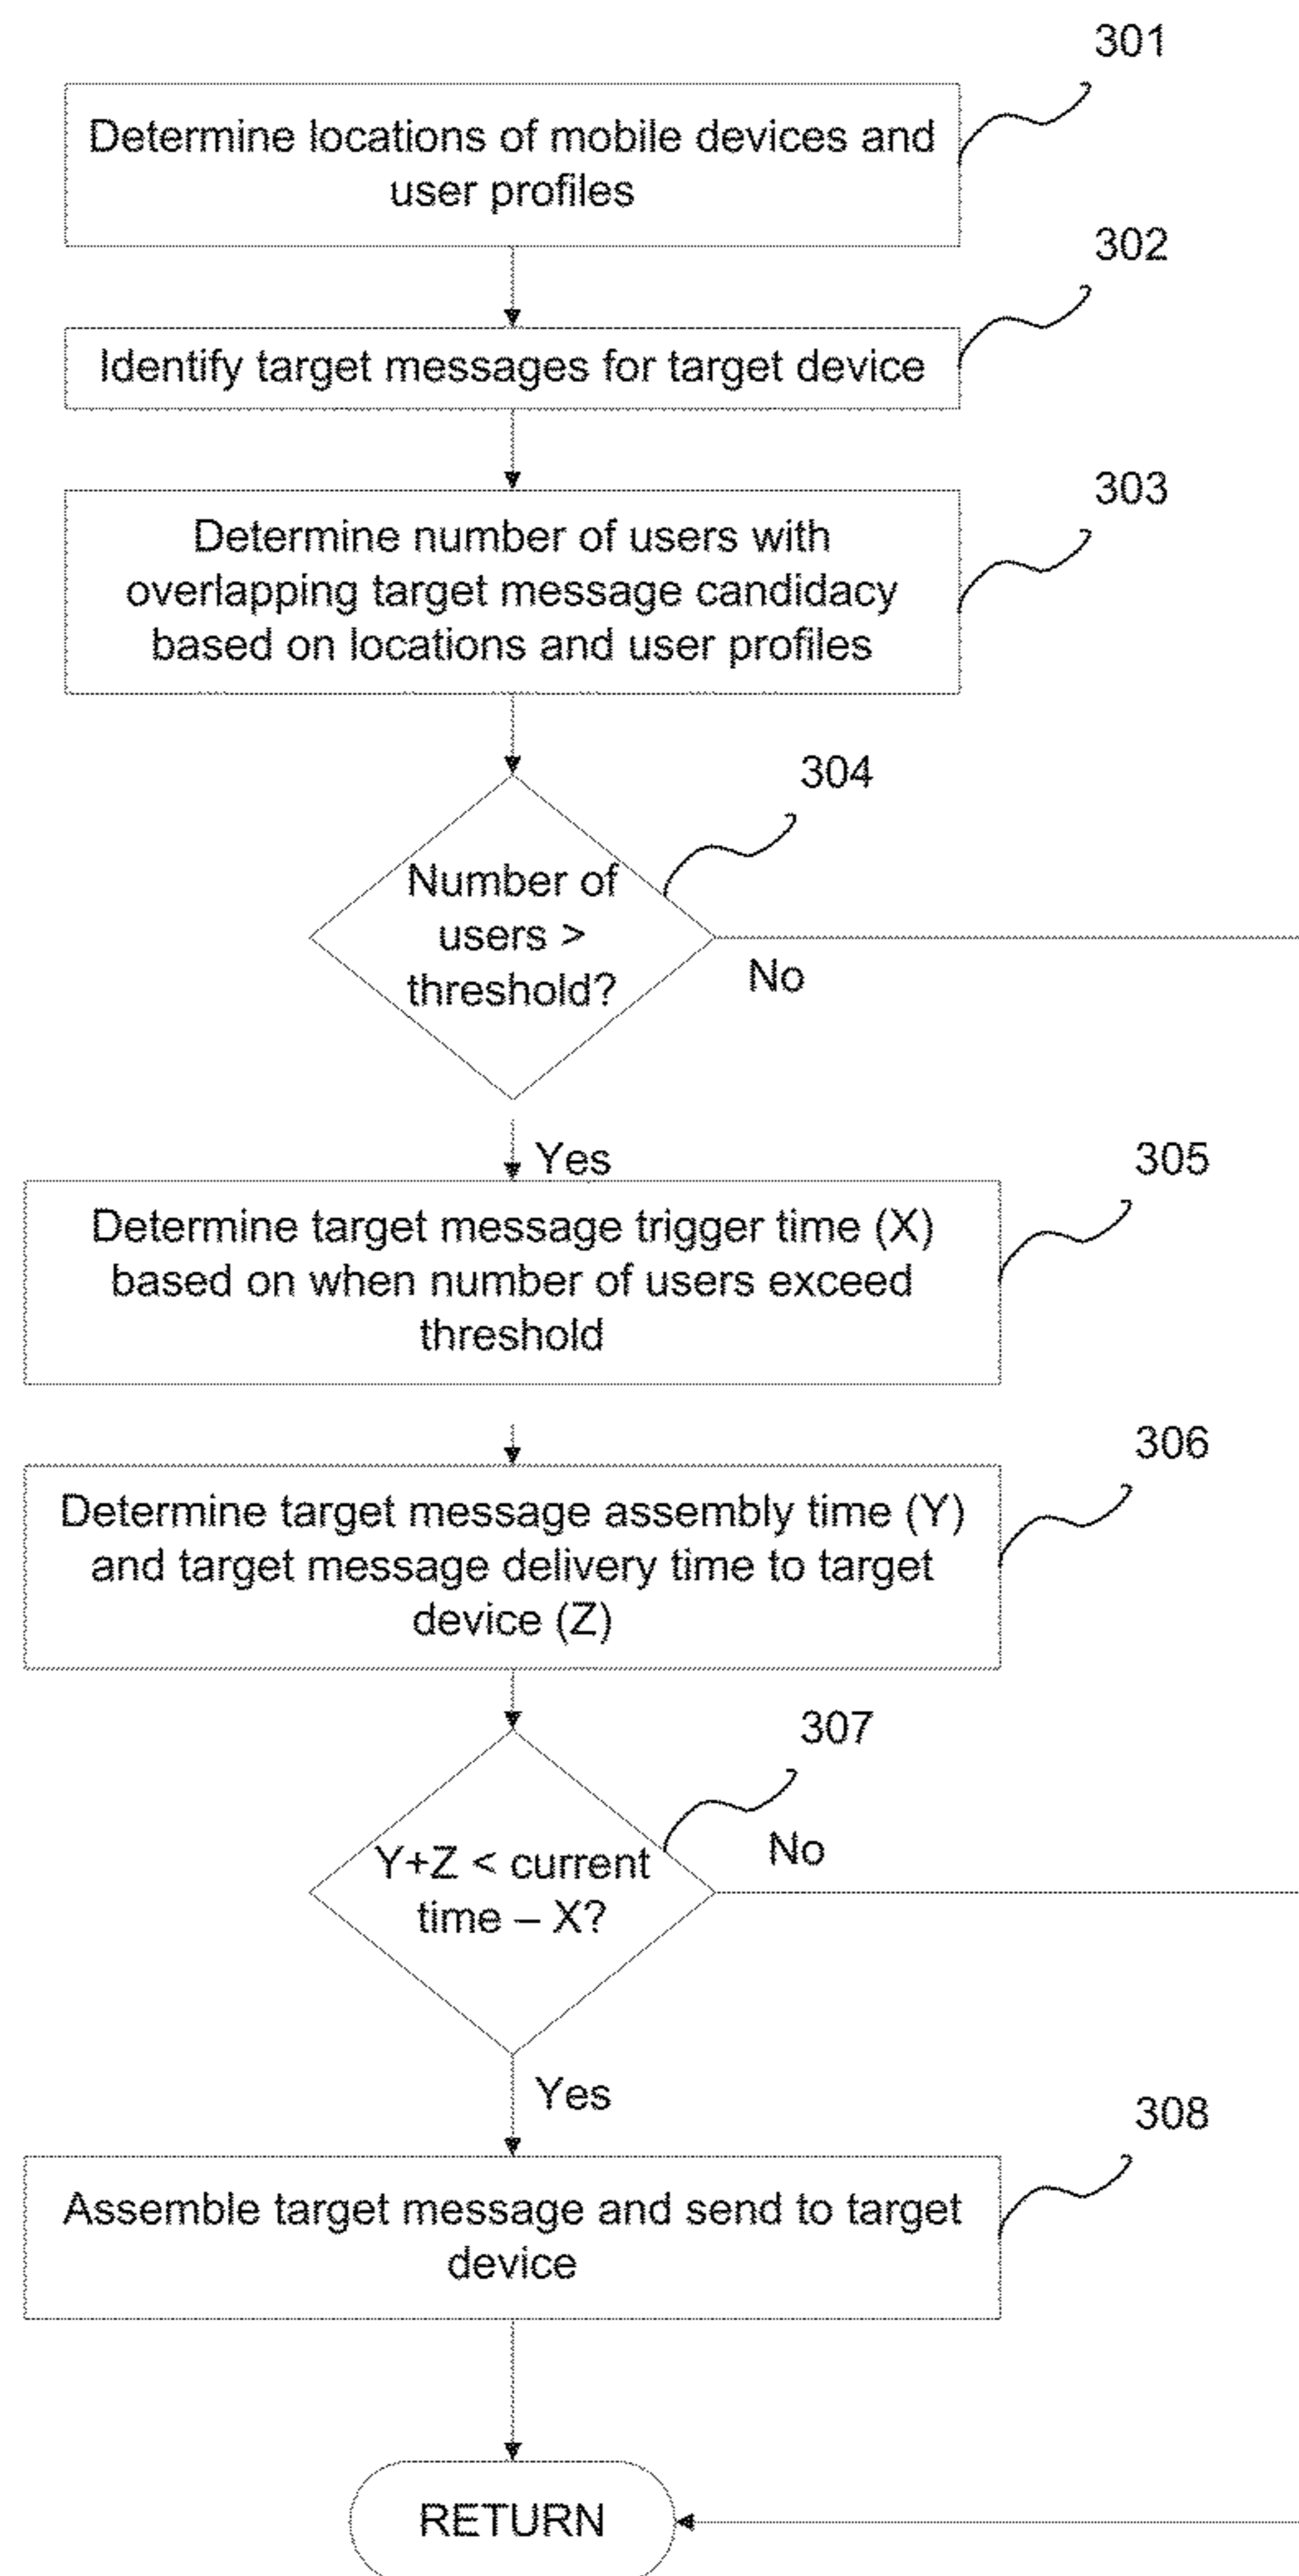 301
Determine locations of mobile devices and
user profiles
302
Identify target messages for target device
303
Determine number of users with
overlapping target message candidacy
based on locations and user profiles
304
Number of
users >
threshold?
No
Yes
305
Determine target message trigger time (X)
based on when number of users exceed
threshold
306
Determine target message assembly time (Y)
and target message delivery time to target
device (Z)
307
Y+Z < current
time – X?
No
Yes
308
Assemble target message and send to target
device
RETURN